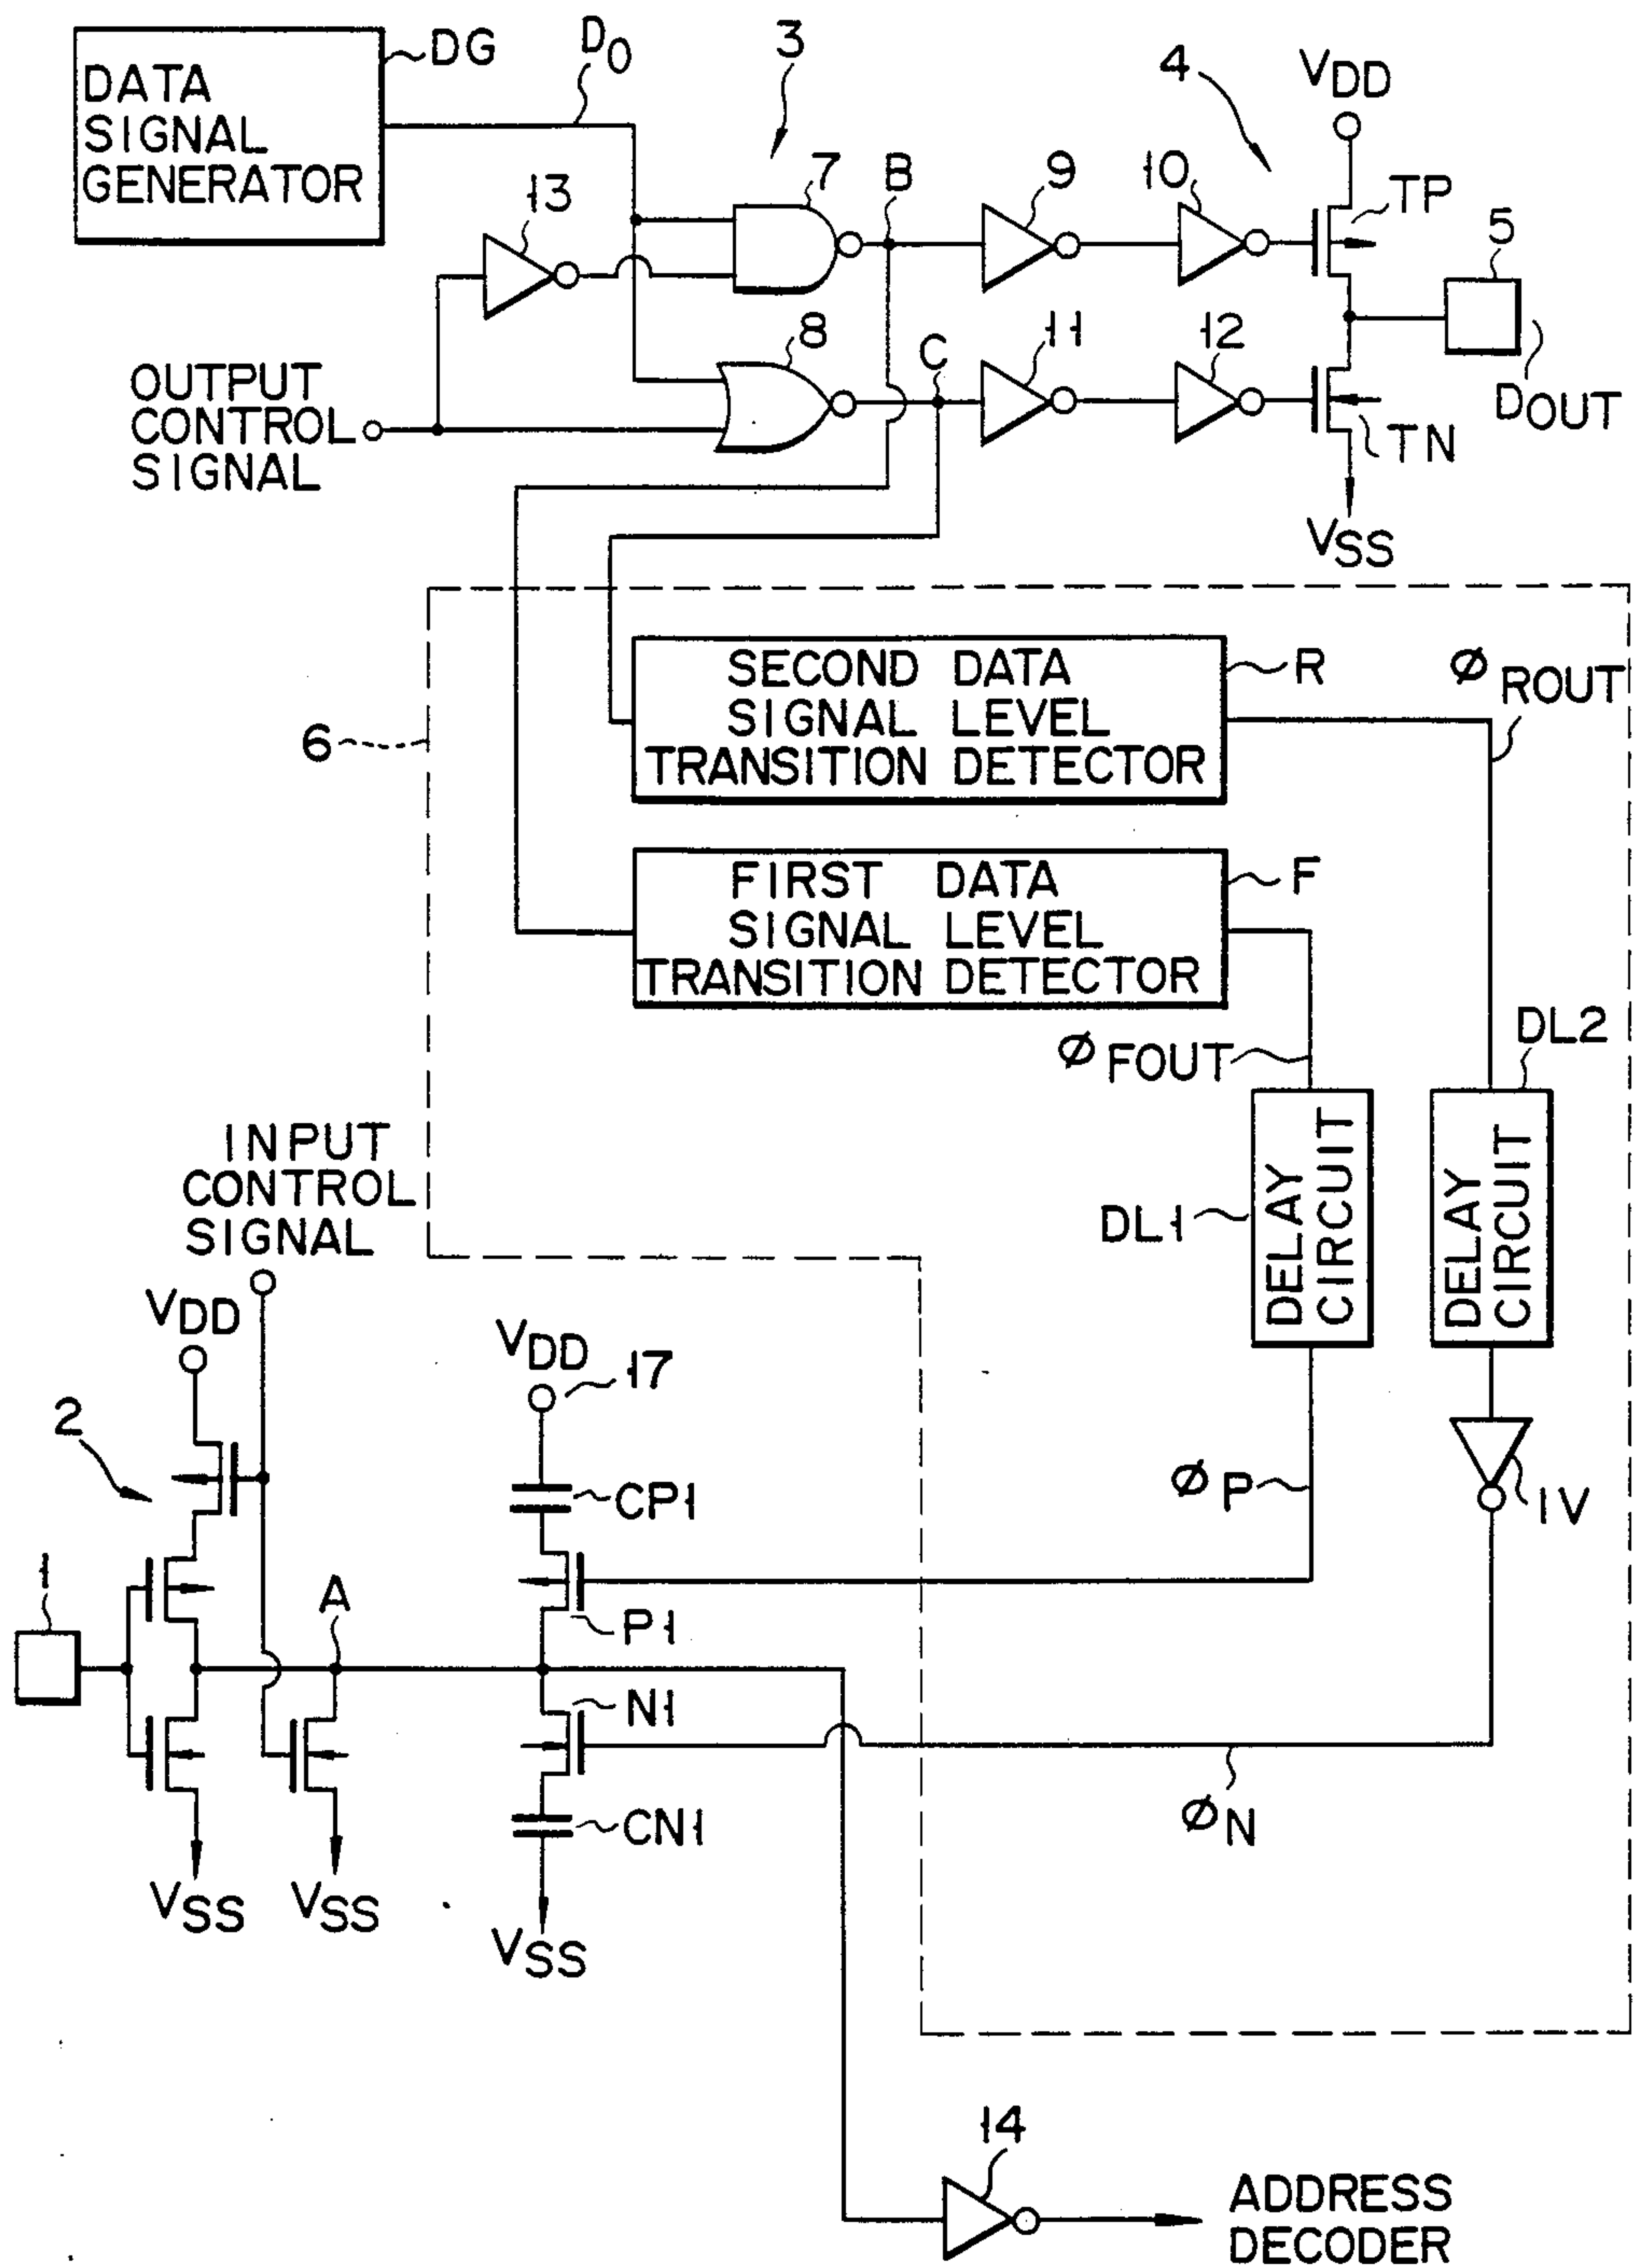 DATA
SIGNAL
GENERATOR
DG
D0
3
4
VDD
13
7
B
9
10
TP
5
OUTPUT
CONTROL
SIGNAL
8
C
11
12
DOUT
TN
VSS
6
SECOND DATA
SIGNAL LEVEL
TRANSITION DETECTOR
R
ØROUT
FIRST DATA
SIGNAL LEVEL
TRANSITION DETECTOR
F
ØFOUT
DL2
INPUT
CONTROL
SIGNAL
DL1
DELAY
CIRCUIT
DELAY
CIRCUIT
VDD
VDD
17
2
CP1
ØP
IV
1
A
P1
N1
ØN
CN1
VSS
VSS
VSS
14
ADDRESS
DECODER